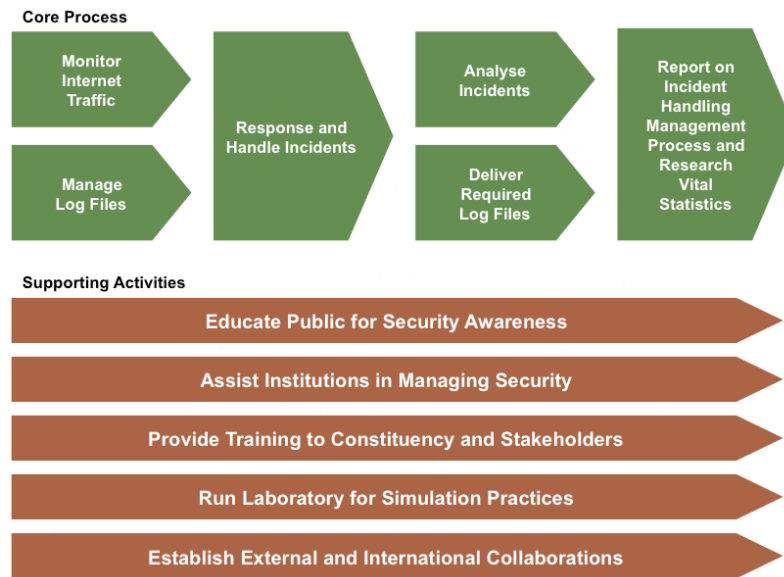 Core Process
Monitor
Internet
Traffic
Manage
Log Files
Response and
Handle Incidents
Analyse
Incidents
Deliver
Required
Log Files
Report on
Incident
Handling
Management
Process and
Research
Vital
Statistics
Supporting Activities
Educate Public for Security Awareness
Assist Institutions in Managing Security
Provide Training to Constituency and Stakeholders
Run Laboratory for Simulation Practices
Establish External and International Collaborations